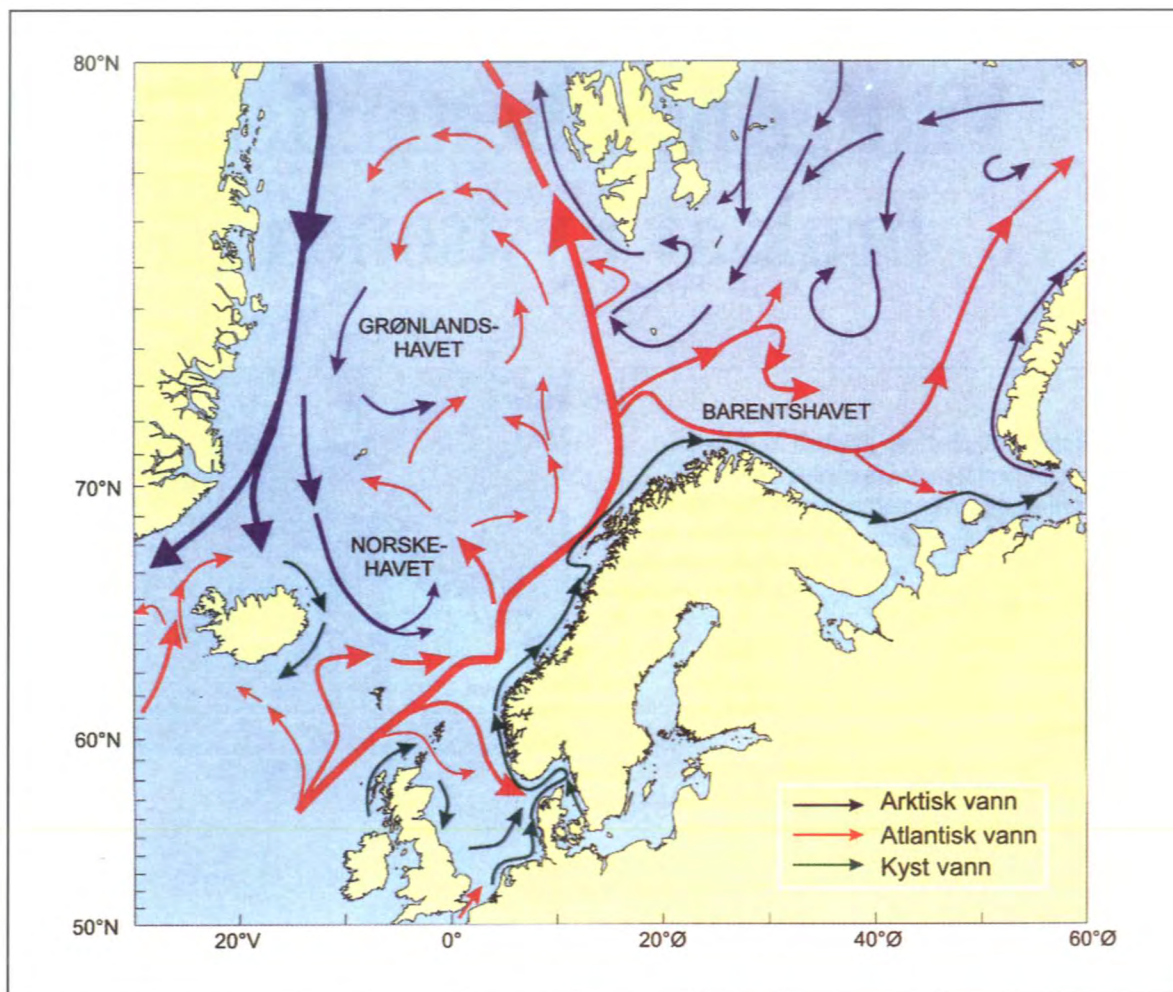 80°N
GRØNLANDS-
HAVET
BARENTSHAVET
70°N
NORSKE-
HAVET
60°N
Arktisk vann
Atlantisk vann
Kyst vann
50°N
20°V
0°
20°Ø
40°Ø
60°Ø